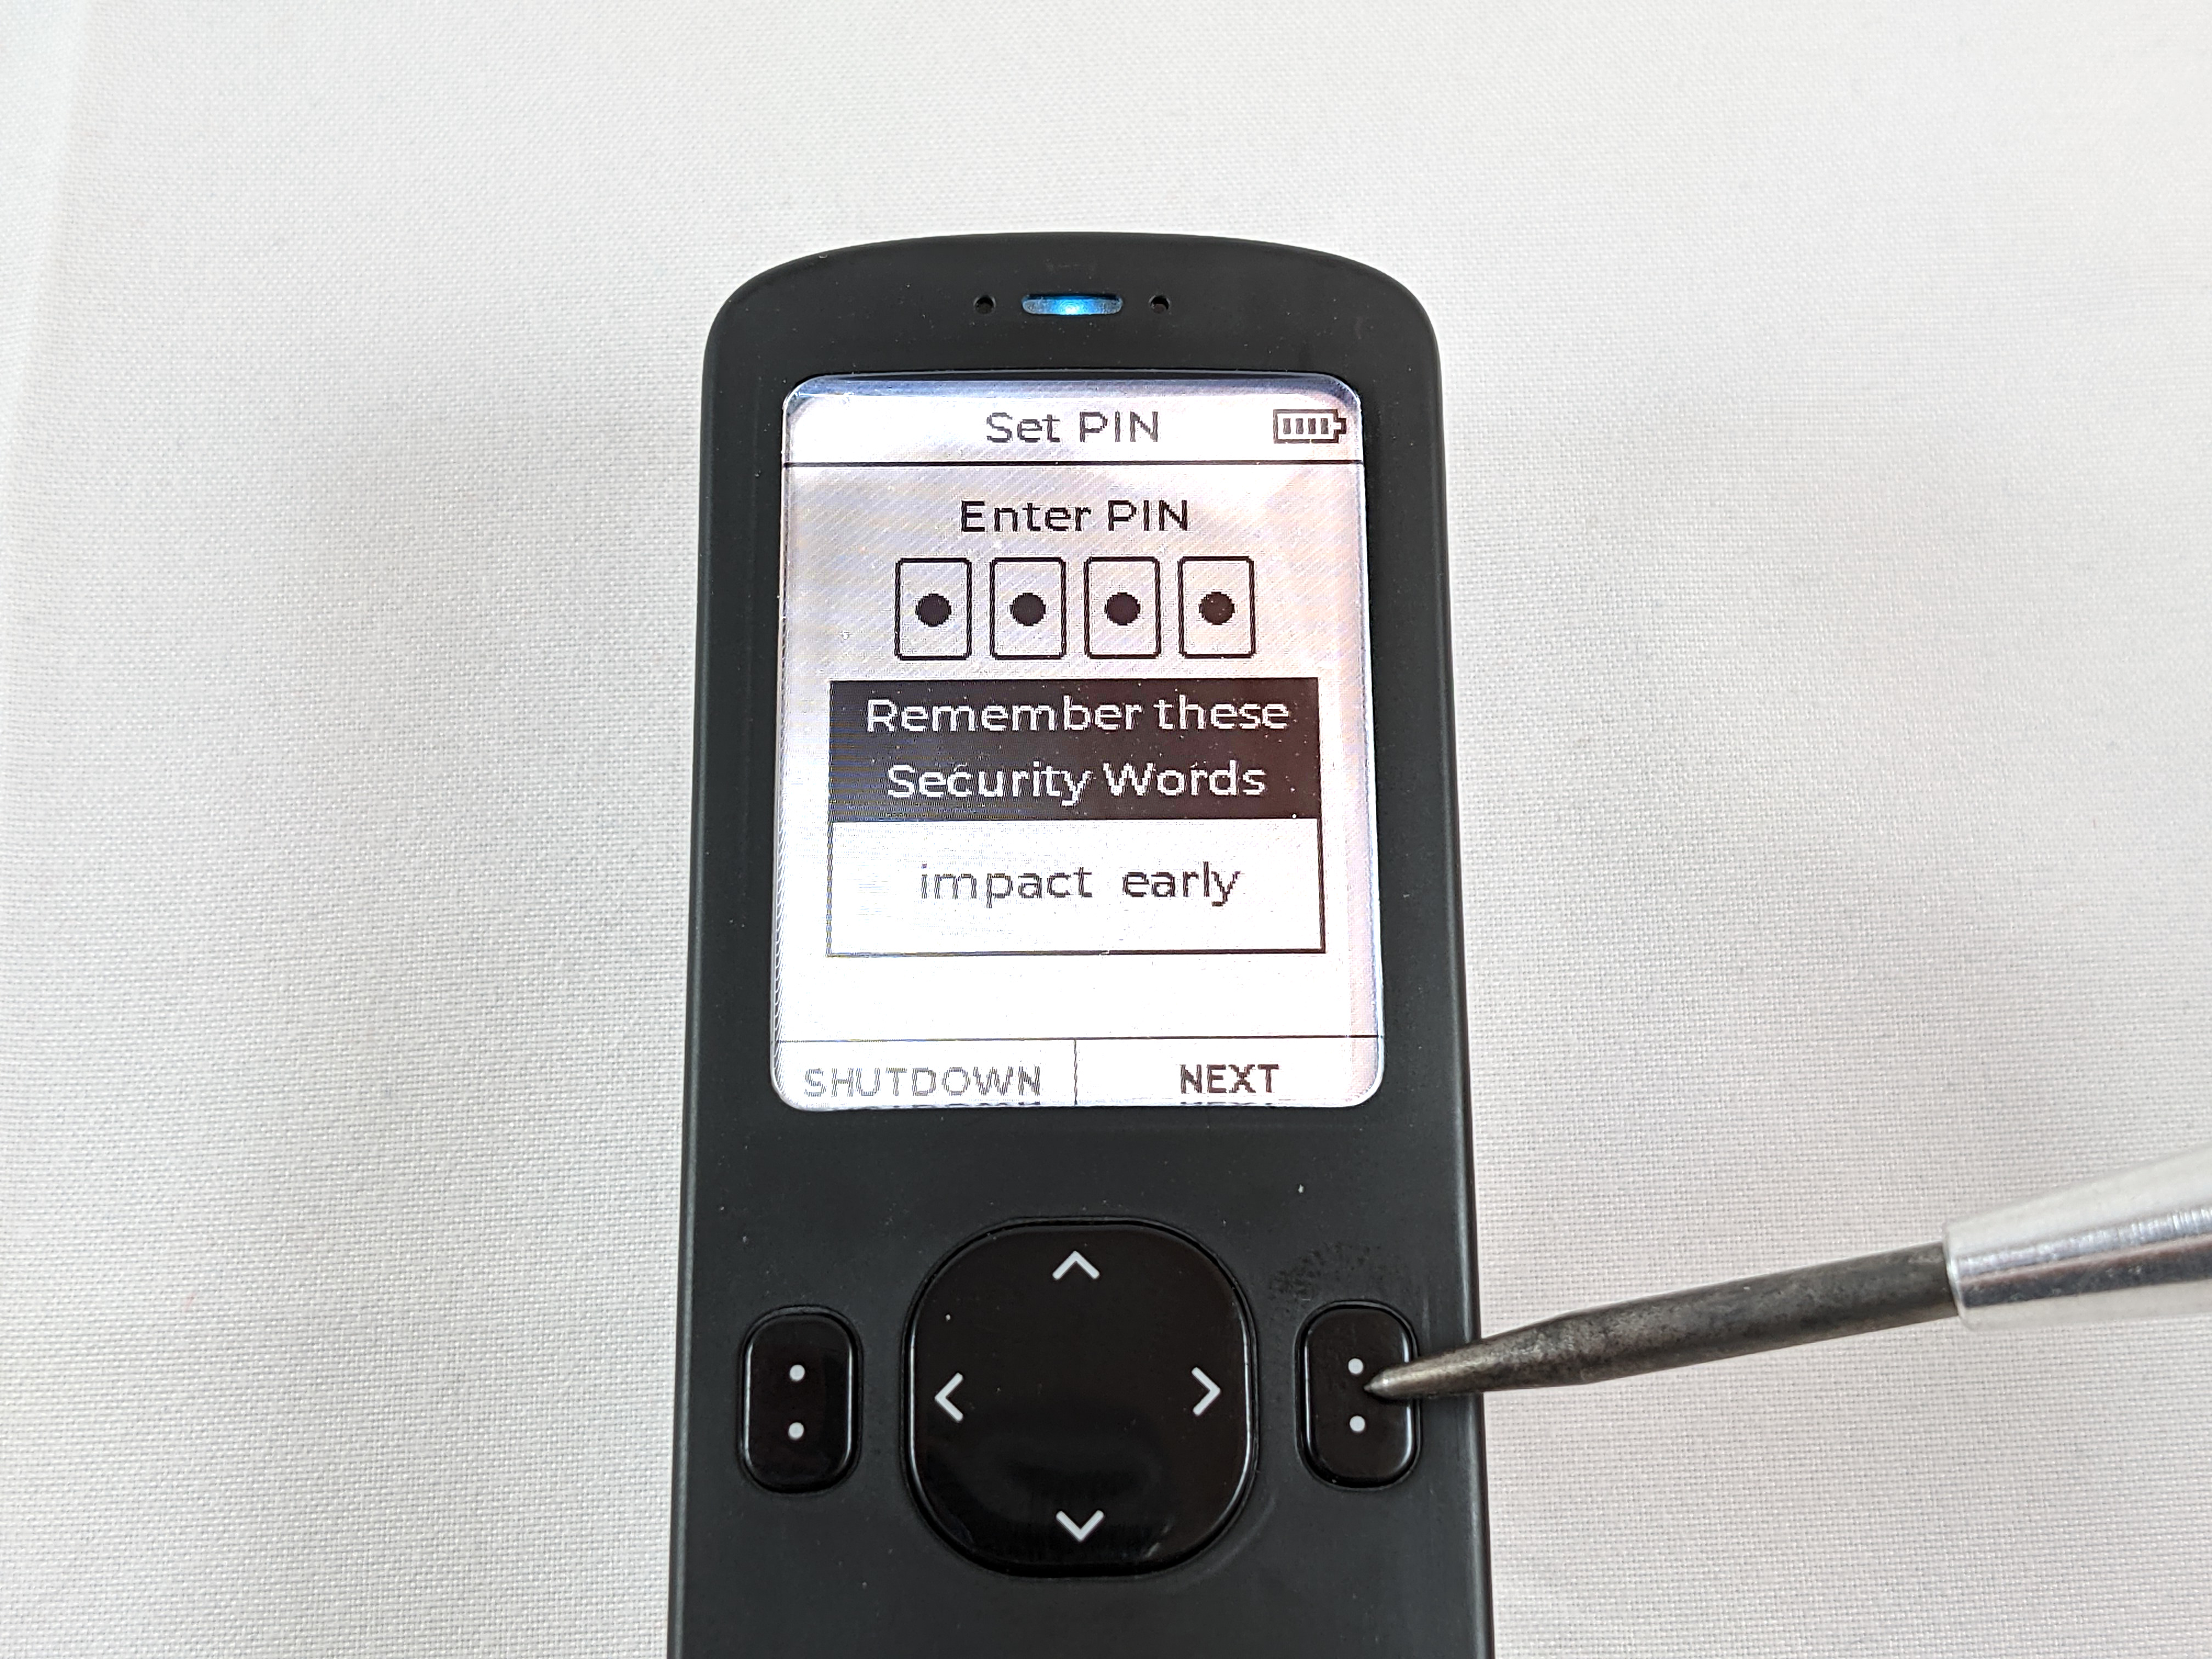 Set PIN
Enter PIN
Remember these
Security Words
impact early
SHUTDOWN NEXT